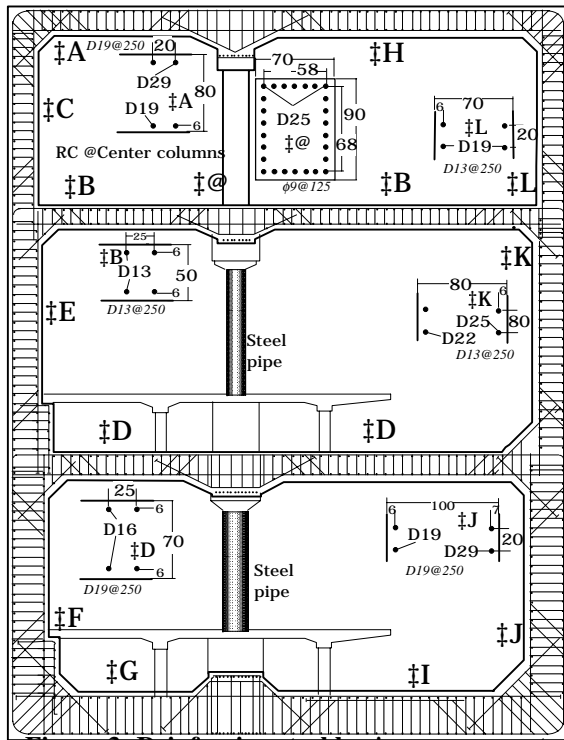 ‡A
D19@250
20
D29
‡A
80
D19
6
‡C
RC @Center columns
‡B
‡@
70
58
D25
‡@
90
68
φ9@125
‡H
70
‡L
D19
20
6
D13@250
‡B
‡L
25
‡B
6
D13
50
6
D13@250
‡E
Steel
pipe
‡K
80
6
‡K
D25
80
D22
D13@250
‡D
‡D
25
6
D16
70
‡D
6
D19@250
Steel
pipe
100
6
‡J
7
D19
20
D29
D19@250
‡F
‡J
‡G
‡I